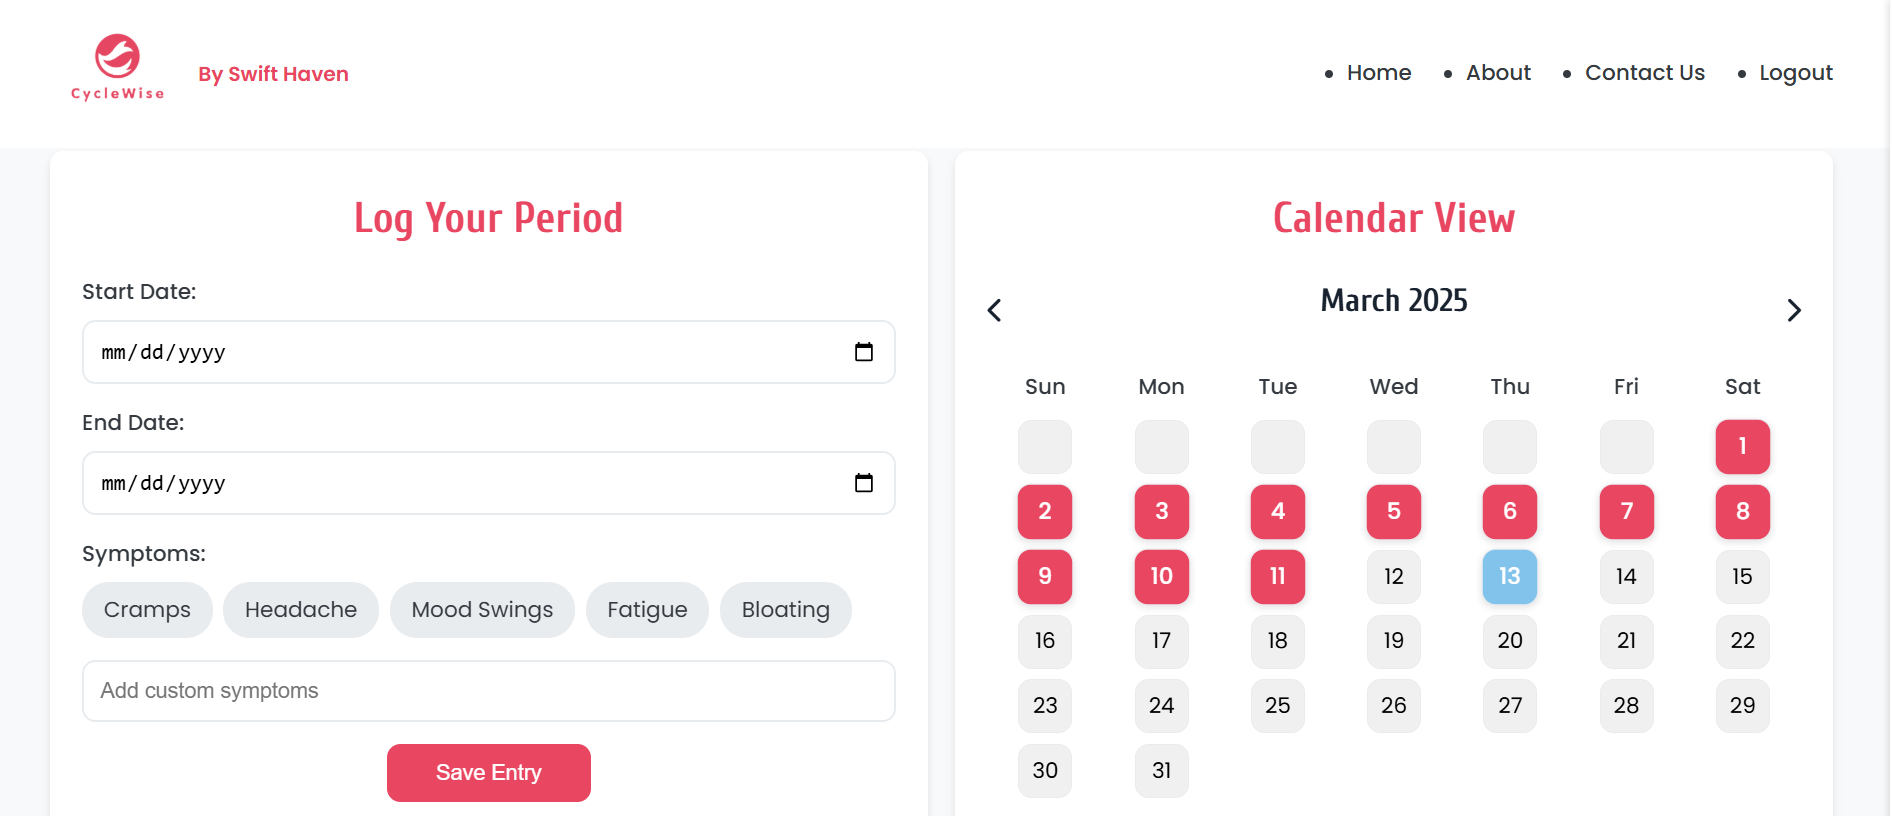 CycleWise
By Swift Haven
• Home • About • Contact Us • Logout
Log Your Period
Start Date:
mm/dd/yyyy
End Date:
mm/dd/yyyy
Symptoms:
Cramps Headache Mood Swings Fatigue Bloating
Add custom symptoms
Save Entry
Calendar View
March 2025
Sun Mon Tue Wed Thu Fri Sat
1
2 3 4 5 6 7 8
9 10 11 12 13 14 15
16 17 18 19 20 21 22
23 24 25 26 27 28 29
30 31